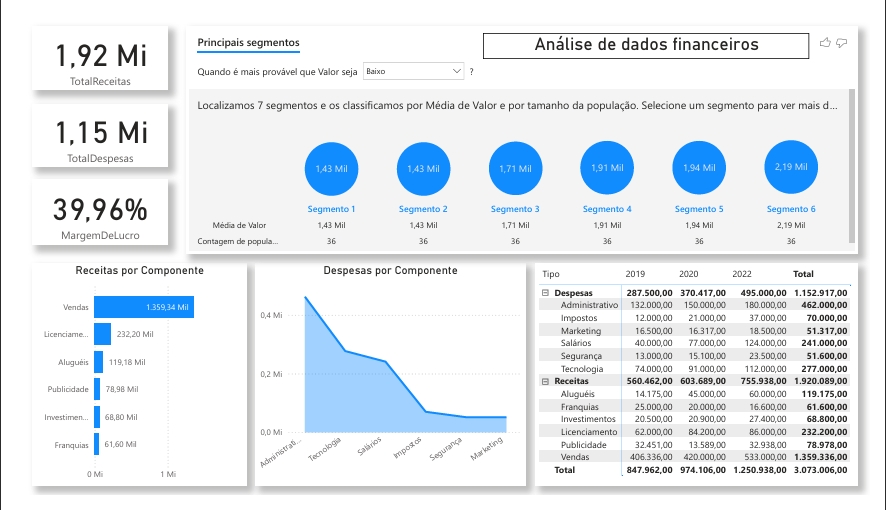 1,92 Mi
TotalReceitas
1,15 Mi
TotalDespesas
39,96%
MargemDeLucro
Principais segmentos
Análise de dados financeiros
Quando é mais provável que Valor seja Baixo ?
Localizamos 7 segmentos e os classificamos por Média de Valor e por tamanho da população. Selecione um segmento para ver mais d...
1,43 Mil 1,43 Mil 1,71 Mil 1,91 Mil 1,94 Mil 2,19 Mil
Segmento 1 Segmento 2 Segmento 3 Segmento 4 Segmento 5 Segmento 6
Média de Valor 1,43 Mil 1,43 Mil 1,71 Mil 1,91 Mil 1,94 Mil 2,19 Mil
Contagem de popula... 36 36 36 36 36 36
Receitas por Componente
Vendas 1.359,34 Mil
Licenciame... 232,20 Mil
Aluguéis 119,18 Mil
Publicidade 78,98 Mil
Investimen... 68,80 Mil
Franquias 61,60 Mil
0 Mi 1 Mi
Despesas por Componente
0,4 Mi
0,2 Mi
0,0 Mi
Administrati... Tecnologia Salários Impostos Segurança Marketing
Tipo 2019 2020 2022 Total
Despesas 287.500,00 370.417,00 495.000,00 1.152.917,00
Administrativo 132.000,00 150.000,00 180.000,00 462.000,00
Impostos 12.000,00 21.000,00 37.000,00 70.000,00
Marketing 16.500,00 16.317,00 18.500,00 51.317,00
Salários 40.000,00 77.000,00 124.000,00 241.000,00
Segurança 13.000,00 15.100,00 23.500,00 51.600,00
Tecnologia 74.000,00 91.000,00 112.000,00 277.000,00
Receitas 560.462,00 603.689,00 755.938,00 1.920.089,00
Aluguéis 14.175,00 45.000,00 60.000,00 119.175,00
Franquias 25.000,00 20.000,00 16.600,00 61.600,00
Investimentos 20.500,00 20.900,00 27.400,00 68.800,00
Licenciamento 62.000,00 84.200,00 86.000,00 232.200,00
Publicidade 32.451,00 13.589,00 32.938,00 78.978,00
Vendas 406.336,00 420.000,00 533.000,00 1.359.336,00
Total 847.962,00 974.106,00 1.250.938,00 3.073.006,00